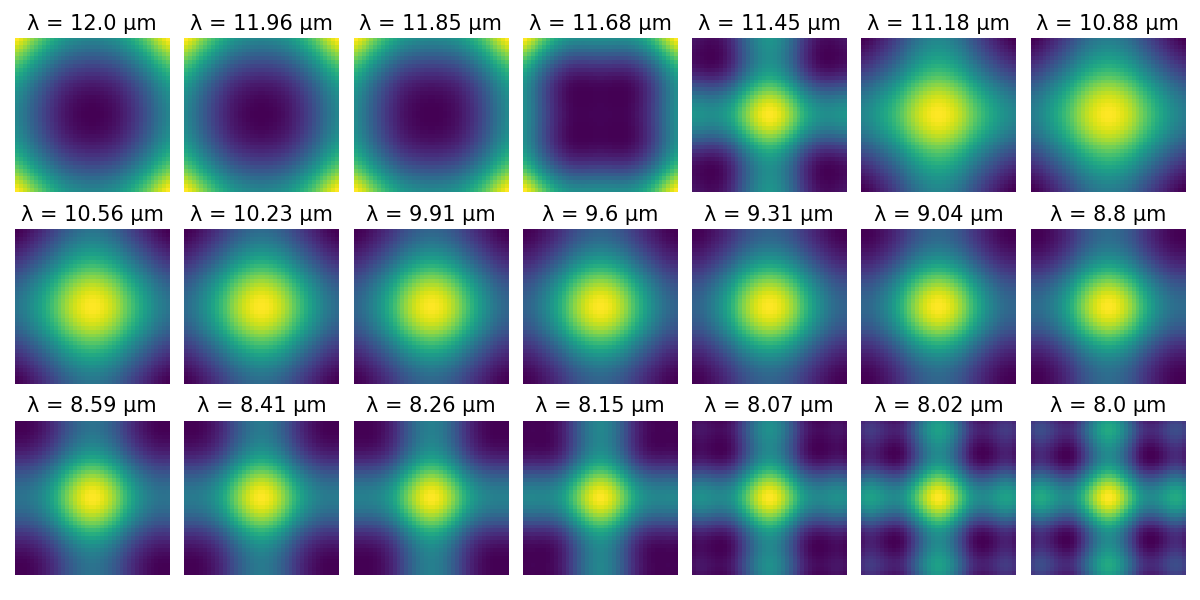 λ = 12.0 μm λ = 11.96 μm λ = 11.85 μm λ = 11.68 μm λ = 11.45 μm λ = 11.18 μm λ = 10.88 μm
λ = 10.56 μm λ = 10.23 μm λ = 9.91 μm λ = 9.6 μm λ = 9.31 μm λ = 9.04 μm λ = 8.8 μm
λ = 8.59 μm λ = 8.41 μm λ = 8.26 μm λ = 8.15 μm λ = 8.07 μm λ = 8.02 μm λ = 8.0 μm